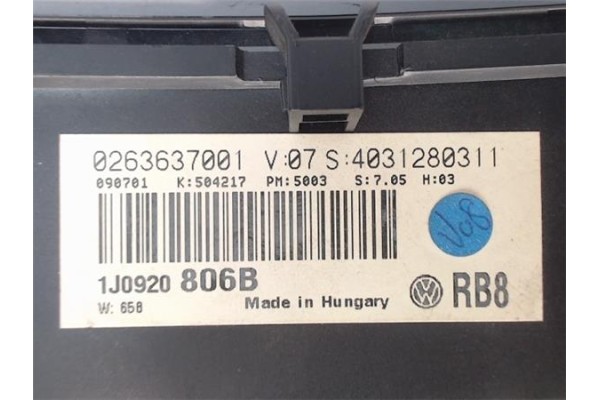 0263637001 V:07 S:4031280311
090701 K:504217 PM:5003 S:7.05 H:03
V08
1J0920 806B
W: 658 Made in Hungary RB8